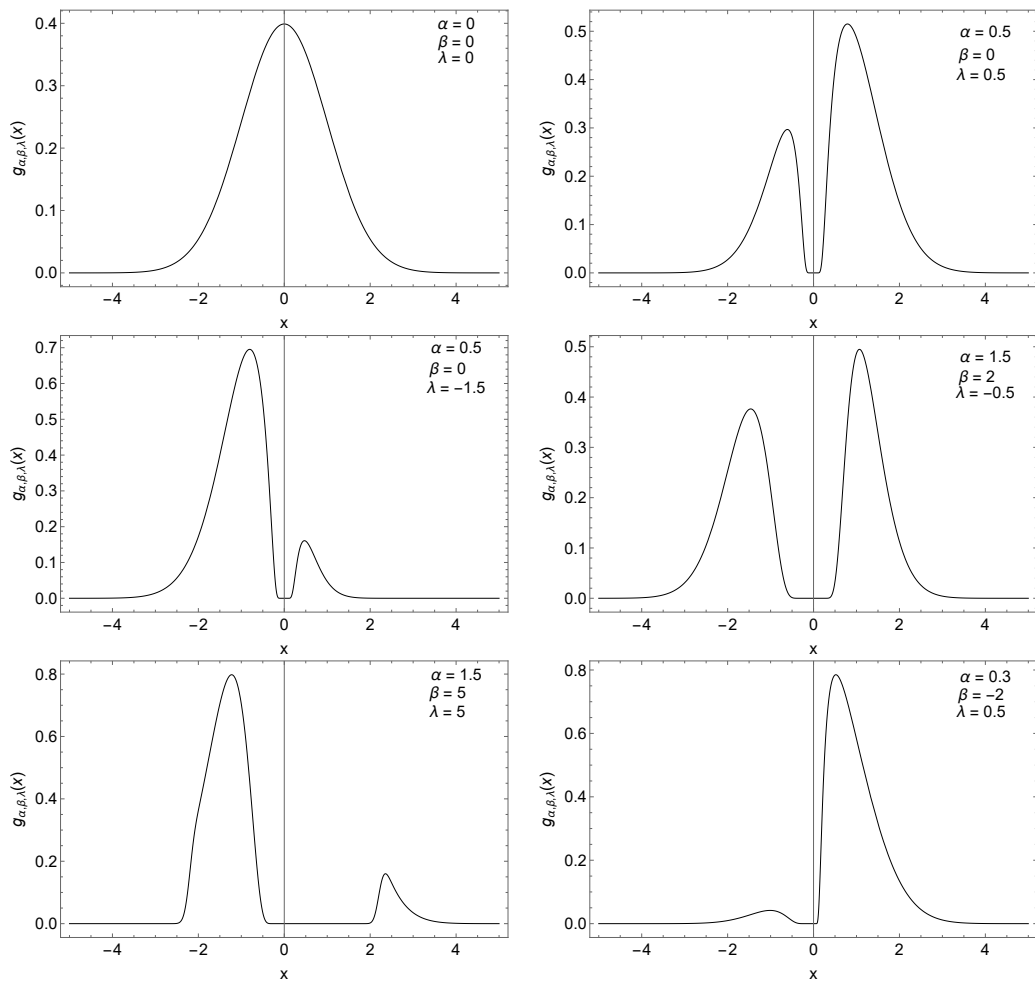 α = 0
β = 0
λ = 0
g α,β,λ(x)
0.4
0.3
0.2
0.1
0.0
−4 −2 0 2 4
x
α = 0.5
β = 0
λ = 0.5
g α,β,λ(x)
0.5
0.4
0.3
0.2
0.1
0.0
−4 −2 0 2 4
x
α = 0.5
β = 0
λ = −1.5
g α,β,λ(x)
0.7
0.6
0.5
0.4
0.3
0.2
0.1
0.0
−4 −2 0 2 4
x
α = 1.5
β = 2
λ = −0.5
g α,β,λ(x)
0.5
0.4
0.3
0.2
0.1
0.0
−4 −2 0 2 4
x
α = 1.5
β = 5
λ = 5
g α,β,λ(x)
0.8
0.6
0.4
0.2
0.0
−4 −2 0 2 4
x
α = 0.3
β = −2
λ = 0.5
g α,β,λ(x)
0.8
0.6
0.4
0.2
0.0
−4 −2 0 2 4
x